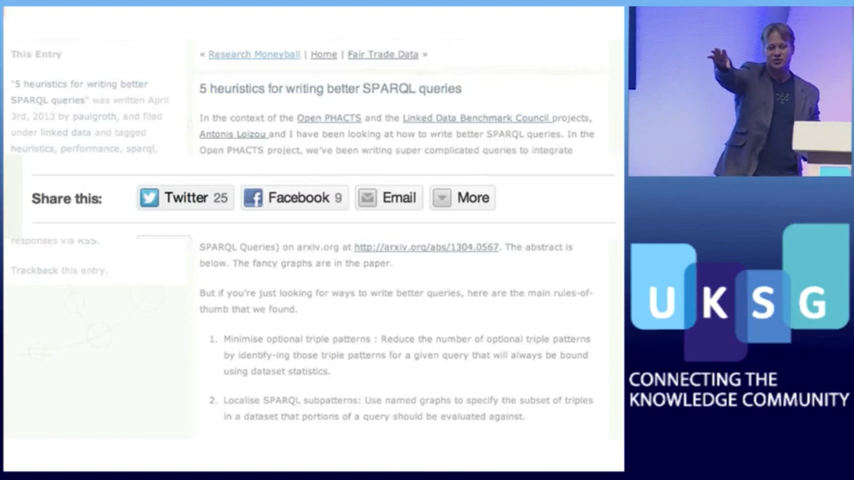 This Entry
« Research Moneyball | Home | Fair Trade Data »
"5 heuristics for writing better
SPARQL queries" was written April
3rd, 2013 by paulgroth, and filed
under linked data and tagged
heuristics, performance, sparql,
5 heuristics for writing better SPARQL queries
In the context of the Open PHACTS and the Linked Data Benchmark Council projects,
Antonis Loizou and I have been looking at how to write better SPARQL queries. In the
Open PHACTS project, we've been writing super complicated queries to integrate
Share this:
Twitter 25
Facebook 9
Email
More
responses via RSS.
Trackback this entry.
SPARQL Queries) on arxiv.org at http://arxiv.org/abs/1304.0567. The abstract is
below. The fancy graphs are in the paper.
But if you're just looking for ways to write better queries, here are the main rules-of-
thumb that we found.
1. Minimise optional triple patterns : Reduce the number of optional triple patterns
by identify-ing those triple patterns for a given query that will always be bound
using dataset statistics.
2. Localise SPARQL subpatterns: Use named graphs to specify the subset of triples
in a dataset that portions of a query should be evaluated against.
UKSG
CONNECTING THE
KNOWLEDGE COMMUNITY